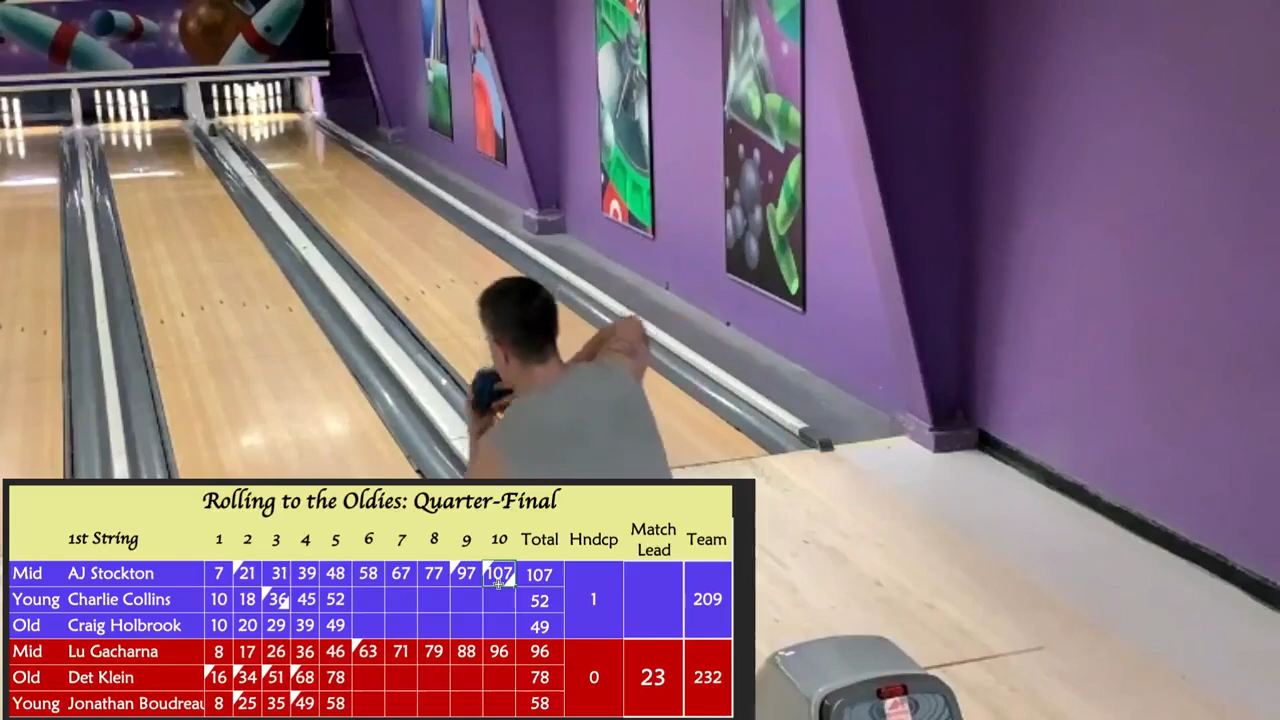 Rolling to the Oldies: Quarter-Final
1st String 1 2 3 4 5 6 7 8 9 10 Total Hndcp Match Lead Team
Mid AJ Stockton 7 21 31 39 48 58 67 77 97 107 107
Young Charlie Collins 10 18 36 45 52 52 1 209
Old Craig Holbrook 10 20 29 39 49 49
Mid Lu Gacharna 8 17 26 36 46 63 71 79 88 96 96
Old Det Klein 16 34 51 68 78 78 0 23 232
Young Jonathan Boudreau 8 25 35 49 58 58